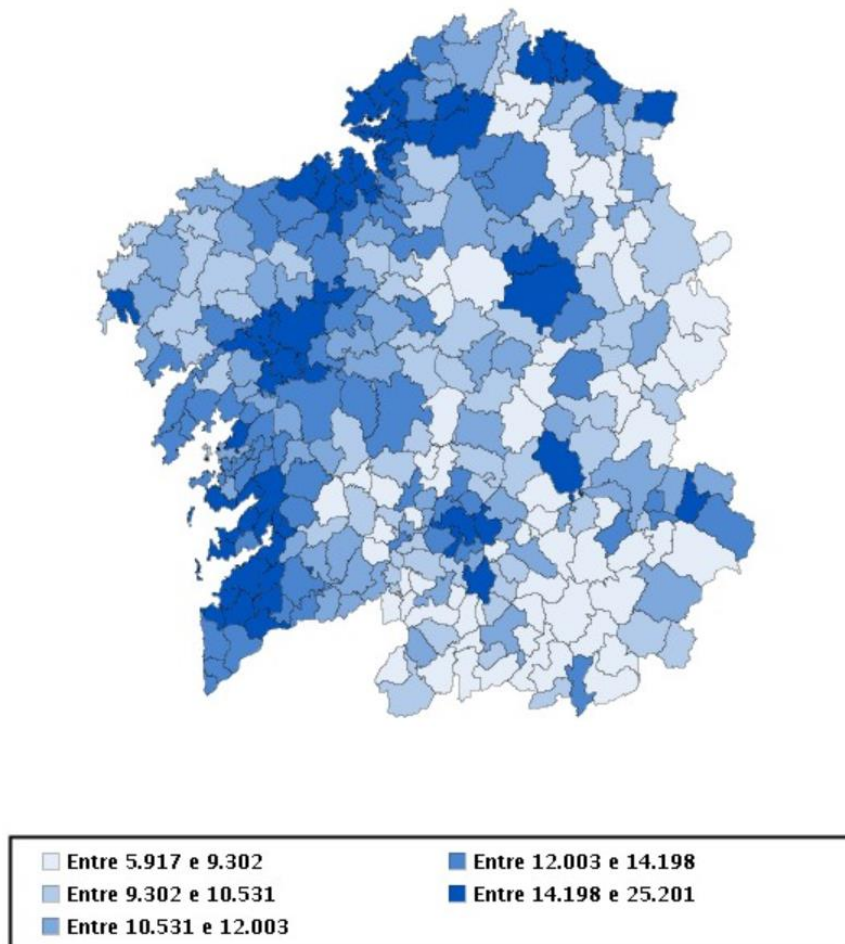 Entre 5.917 e 9.302
Entre 9.302 e 10.531
Entre 10.531 e 12.003
Entre 12.003 e 14.198
Entre 14.198 e 25.201